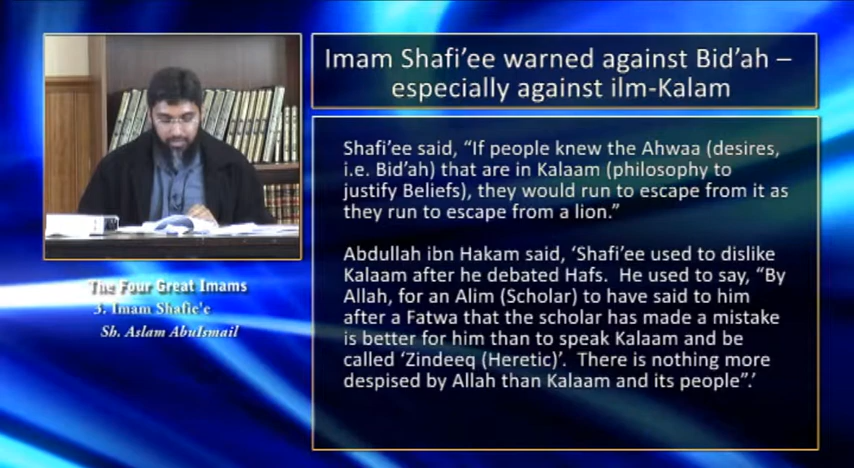 Imam Shafi'ee warned against Bid'ah –
especially against ilm-Kalam
Shafi'ee said, "If people knew the Ahwaa (desires,
i.e. Bid'ah) that are in Kalaam (philosophy to
justify Beliefs), they would run to escape from it as
they run to escape from a lion."
Abdullah ibn Hakam said, 'Shafi'ee used to dislike
Kalaam after he debated Hafs. He used to say, "By
Allah, for an Alim (Scholar) to have said to him
after a Fatwa that the scholar has made a mistake
is better for him than to speak Kalaam and be
called 'Zindeeq (Heretic)'. There is nothing more
despised by Allah than Kalaam and its people".'
The Four Great Imams
3. Imam Shafie'e
Sh. Aslam AbuIsmail